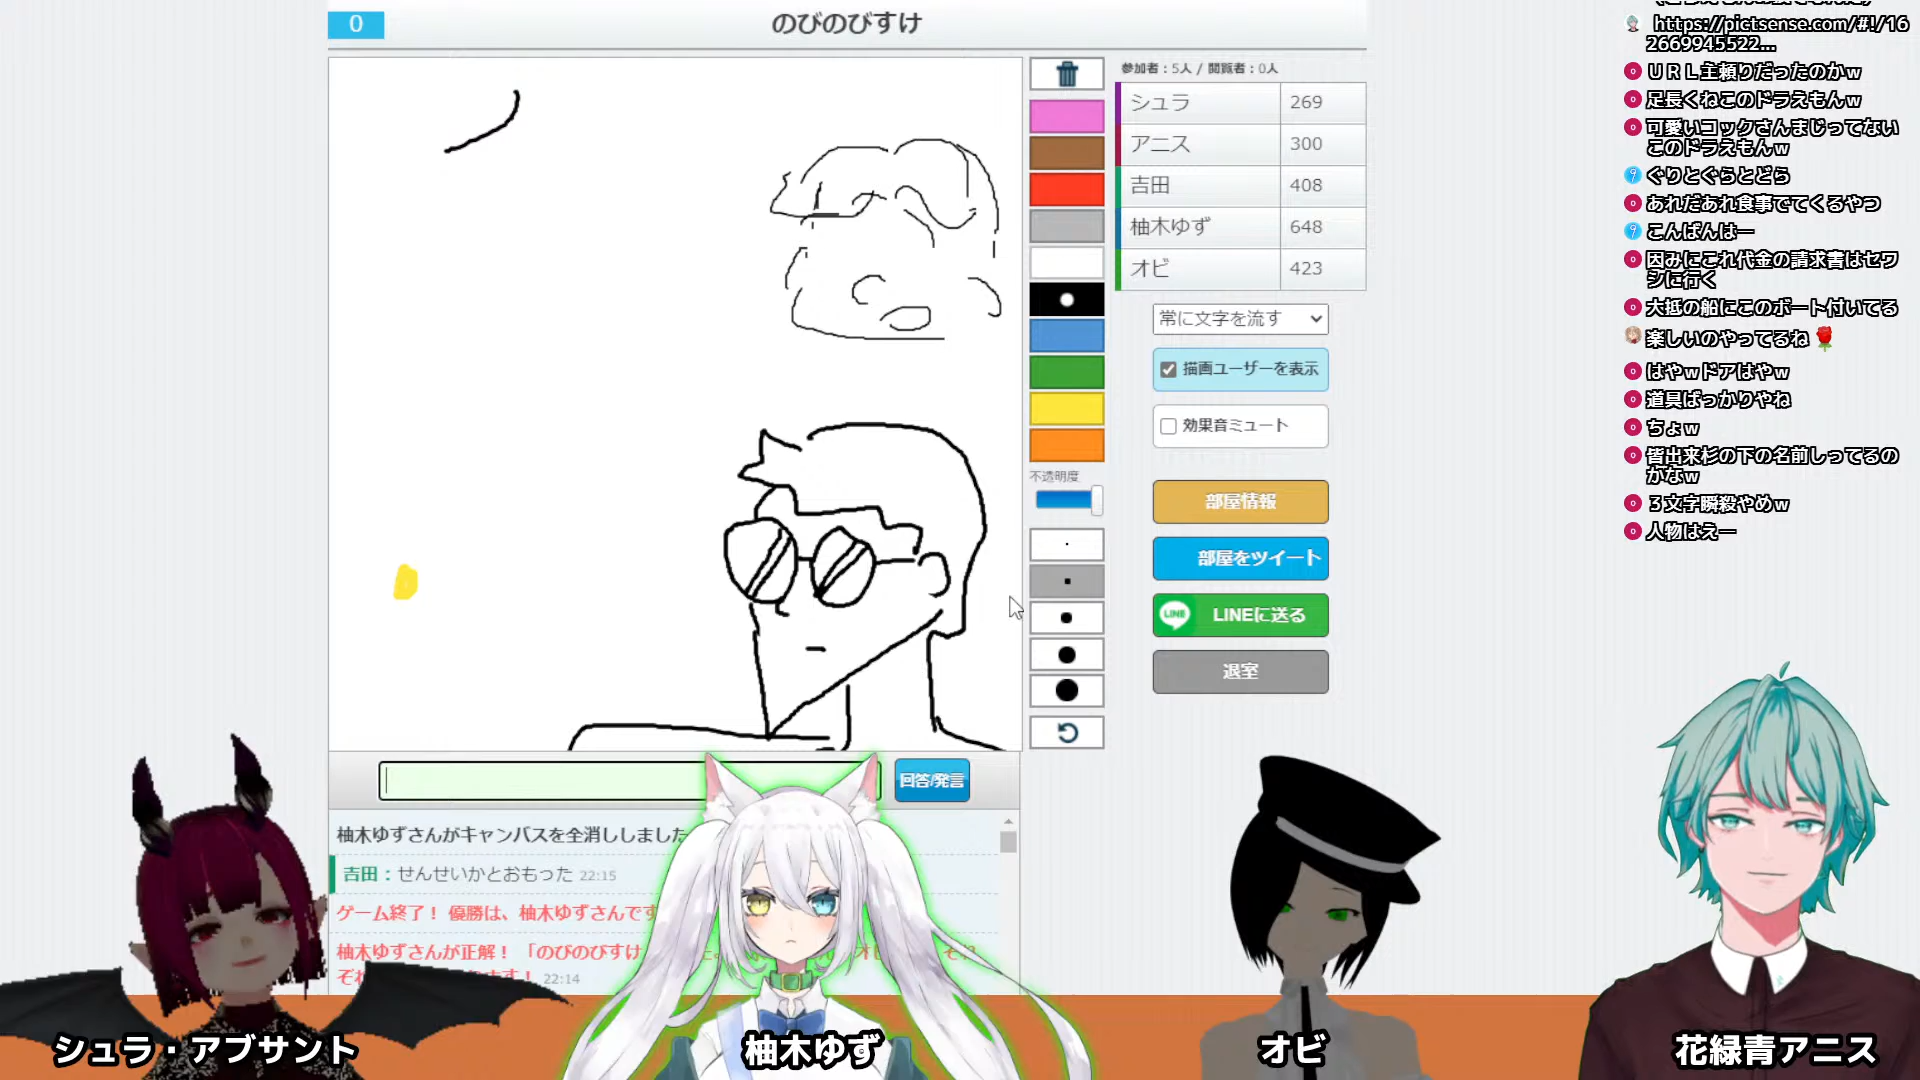 0
のびのびすけ
参加者：5人 / 閲覧者：0人
シュラ 269
アニス 300
吉田 408
柚木ゆず 648
オビ 423
常に文字を流す
描画ユーザーを表示
効果音ミュート
不透明度
部屋情報
部屋をツイート
LINE LINEに送る
退室
回答/発言
柚木ゆずさんがキャンバスを全消ししました
吉田：せんせいかとおもった 22:15
ゲーム終了！ 優勝は、柚木ゆずさんです
柚木ゆずさんが正解！「のびのびすけ
22:14
https://pictsense.com/#!/16
2669945522...
ＵＲＬ主頼りだったのかｗ
足長くねこのドラえもんｗ
可愛いコックさんまじってない
このドラえもんｗ
ぐりとぐらとどら
あれだあれ食事でてくるやつ
こんばんはー
因みにこれ代金の請求書はセワ
シに行く
大抵の船にこのボート付いてる
楽しいのやってるね🌹
はやｗドアはやｗ
道具ばっかりやね
ちょｗ
皆出来杉の下の名前しってるの
かなｗ
３文字瞬殺やめｗ
人物はえー
シュラ・アブサント
柚木ゆず
オビ
花緑青アニス